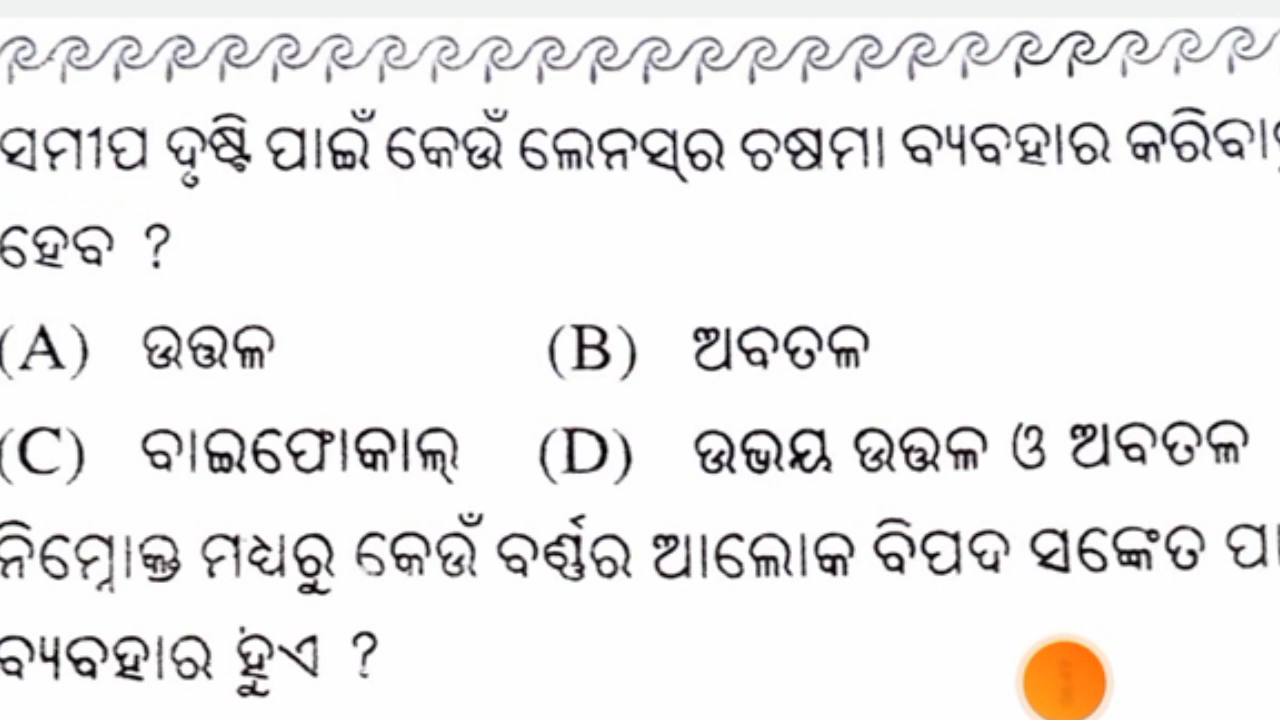 ସମୀପ ଦୃଷ୍ଟି ପାଇଁ କେଉଁ ଲେନସ୍‌ର ଚଷମା ବ୍ୟବହାର
ହେବ ?
(A) ଉତ୍ତଳ (B) ଅବତଳ
(C) ବାଇଫୋକାଲ୍ (D) ଉଭୟ ଉତ୍ତଳ ଓ ଅବତଳ
ନିମ୍ନୋକ୍ତ ମଧ୍ୟରୁ କେଉଁ ବର୍ଣ୍ଣର ଆଲୋକ ବିପଦ ସଙ୍କେତ
ବ୍ୟବହାର ହୁଏ ?